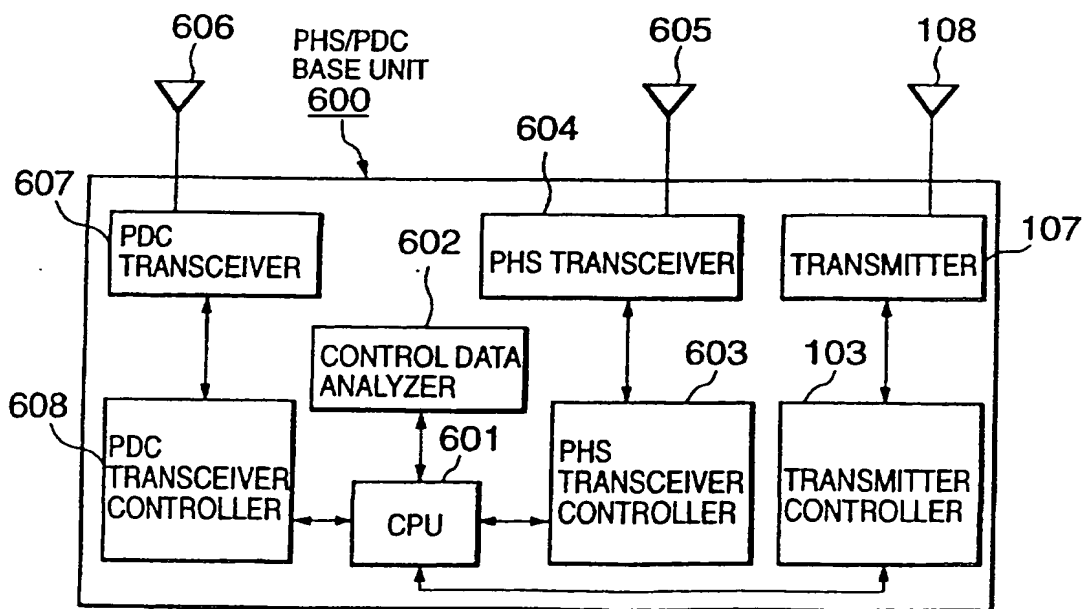 606
PHS/PDC
BASE UNIT
600
605
108
604
607
PDC
TRANSCEIVER
602
PHS TRANSCEIVER
TRANSMITTER
107
CONTROL DATA
ANALYZER
603
103
608
PDC
TRANSCEIVER
CONTROLLER
601
CPU
PHS
TRANSCEIVER
CONTROLLER
TRANSMITTER
CONTROLLER